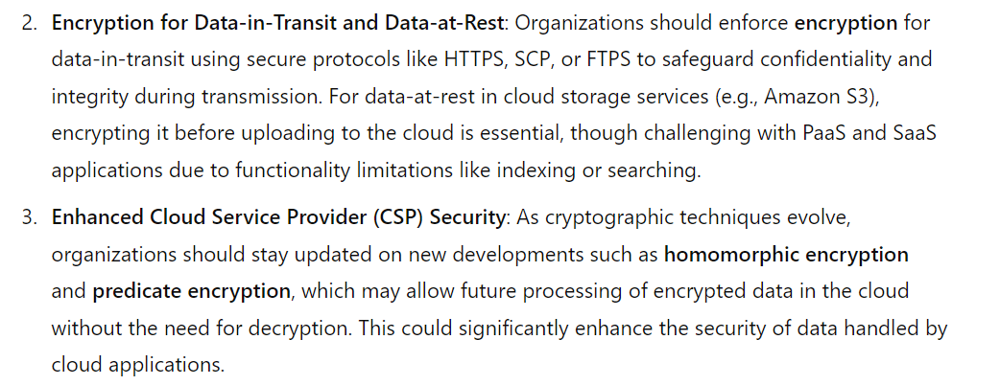 2. Encryption for Data-in-Transit and Data-at-Rest: Organizations should enforce encryption for
data-in-transit using secure protocols like HTTPS, SCP, or FTPS to safeguard confidentiality and
integrity during transmission. For data-at-rest in cloud storage services (e.g., Amazon S3),
encrypting it before uploading to the cloud is essential, though challenging with PaaS and SaaS
applications due to functionality limitations like indexing or searching.
3. Enhanced Cloud Service Provider (CSP) Security: As cryptographic techniques evolve,
organizations should stay updated on new developments such as homomorphic encryption
and predicate encryption, which may allow future processing of encrypted data in the cloud
without the need for decryption. This could significantly enhance the security of data handled by
cloud applications.